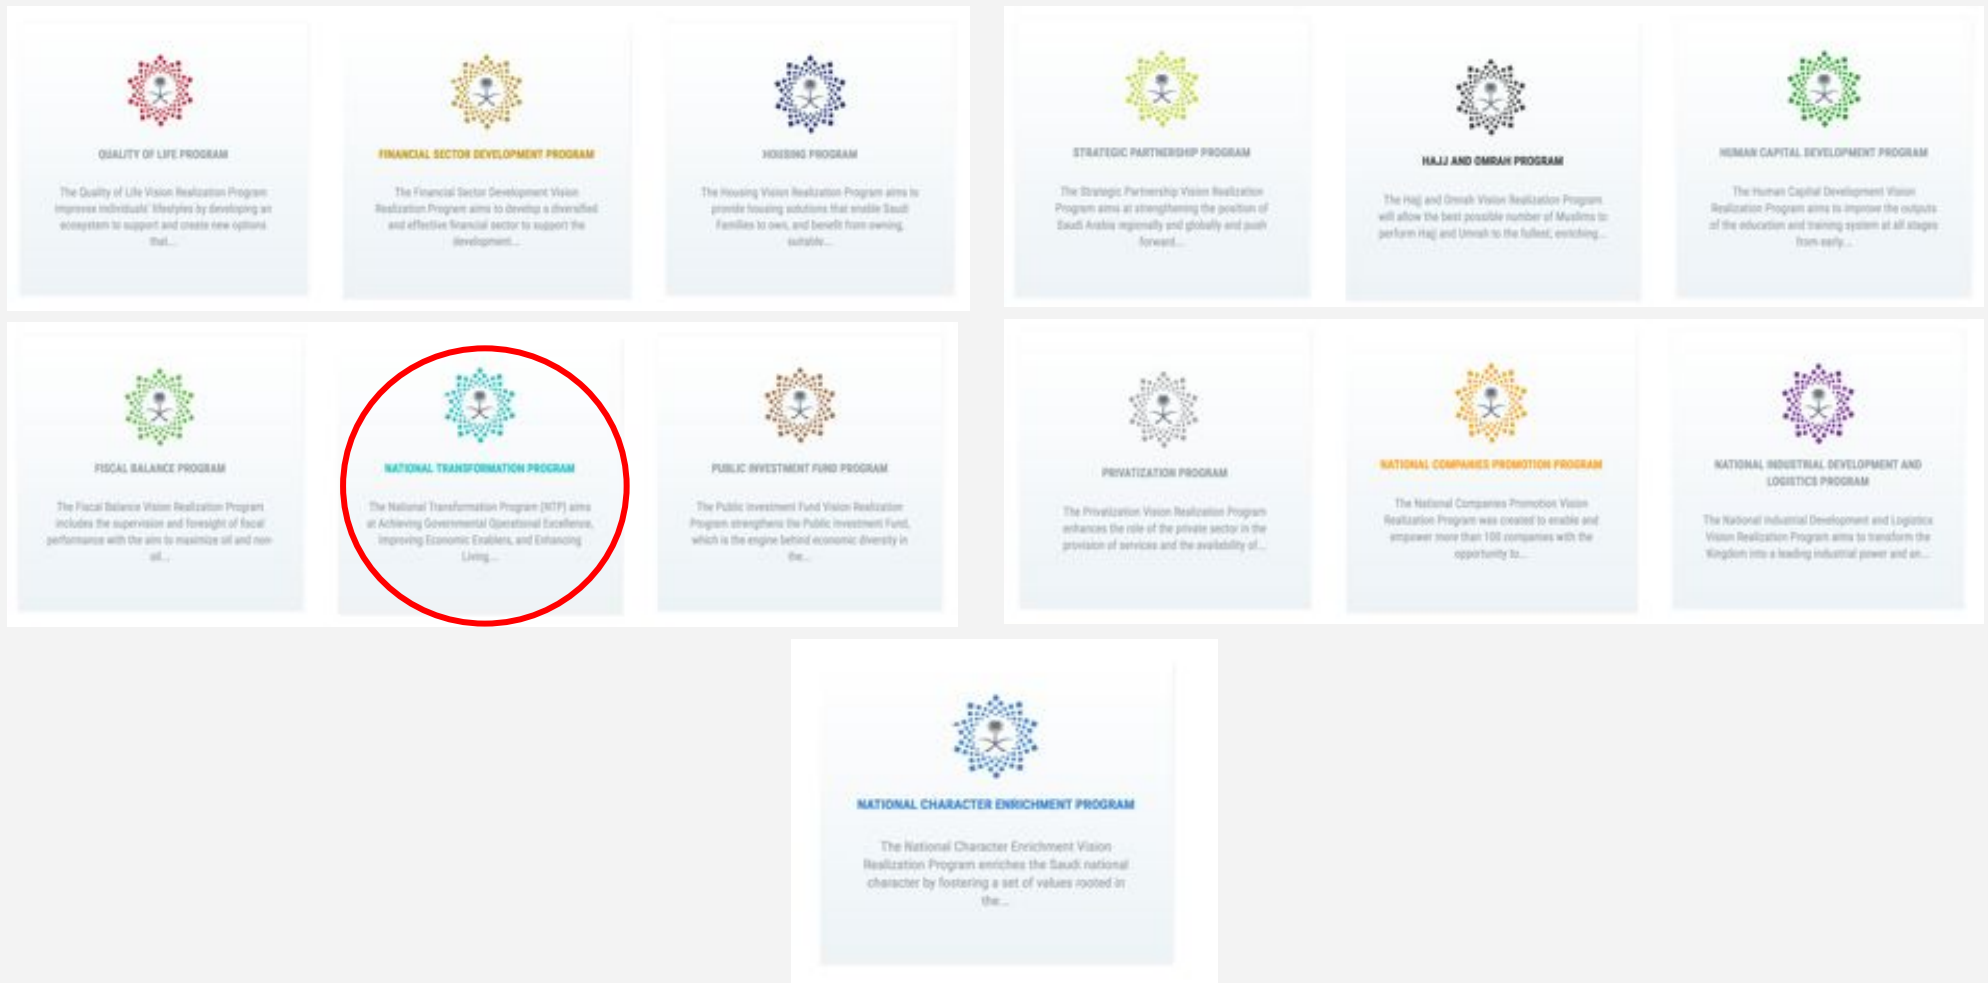 QUALITY OF LIFE PROGRAM
The Quality of Life Vision Realization Program
improves individuals' lifestyles by developing an
ecosystem to support and create new options
that...
FINANCIAL SECTOR DEVELOPMENT PROGRAM
The Financial Sector Development Vision
Realization Program aims to develop a diversified
and effective financial sector to support the
development...
HOUSING PROGRAM
The Housing Vision Realization Program aims to
provide housing solutions that enable Saudi
Families to own, and benefit from owning,
suitable...
STRATEGIC PARTNERSHIP PROGRAM
The Strategic Partnership Vision Realization
Program aims at strengthening the position of
Saudi Arabia regionally and globally and push
forward...
HAJJ AND OMRAH PROGRAM
The Hajj and Omrah Vision Realization Program
will allow the best possible number of Muslims to
perform Hajj and Umrah to the fullest, enriching...
HUMAN CAPITAL DEVELOPMENT PROGRAM
The Human Capital Development Vision
Realization Program aims to improve the outputs
of the education and training system at all stages
from early...
FISCAL BALANCE PROGRAM
The Fiscal Balance Vision Realization Program
includes the supervision and foresight of fiscal
performance with the aim to maximize oil and non-
oil...
NATIONAL TRANSFORMATION PROGRAM
The National Transformation Program (NTP) aims
at Achieving Governmental Operational Excellence,
Improving Economic Enablers, and Enhancing
Living...
PUBLIC INVESTMENT FUND PROGRAM
The Public Investment Fund Vision Realization
Program strengthens the Public Investment Fund,
which is the engine behind economic diversity in
the...
PRIVATIZATION PROGRAM
The Privatization Vision Realization Program
enhances the role of the private sector in the
provision of services and the availability of...
NATIONAL COMPANIES PROMOTION PROGRAM
The National Companies Promotion Vision
Realization Program was created to enable and
empower more than 100 companies with the
opportunity to...
NATIONAL INDUSTRIAL DEVELOPMENT AND
LOGISTICS PROGRAM
The National Industrial Development and Logistics
Vision Realization Program aims to transform the
Kingdom into a leading industrial power and an...
NATIONAL CHARACTER ENRICHMENT PROGRAM
The National Character Enrichment Vision
Realization Program enriches the Saudi national
character by fostering a set of values rooted in
the...